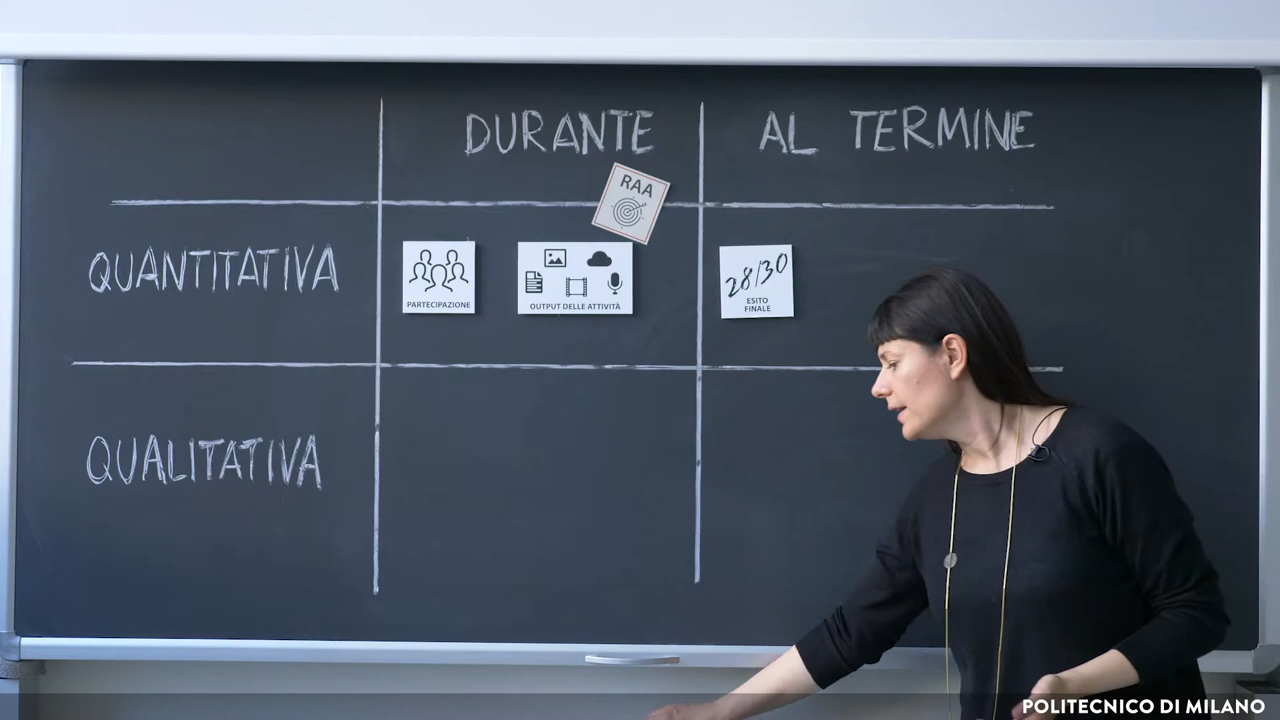 DURANTE
AL TERMINE
RAA
QUANTITATIVA
PARTECIPAZIONE
OUTPUT DELLE ATTIVITÀ
28/30
ESITO
FINALE
QUALITATIVA
POLITECNICO DI MILANO